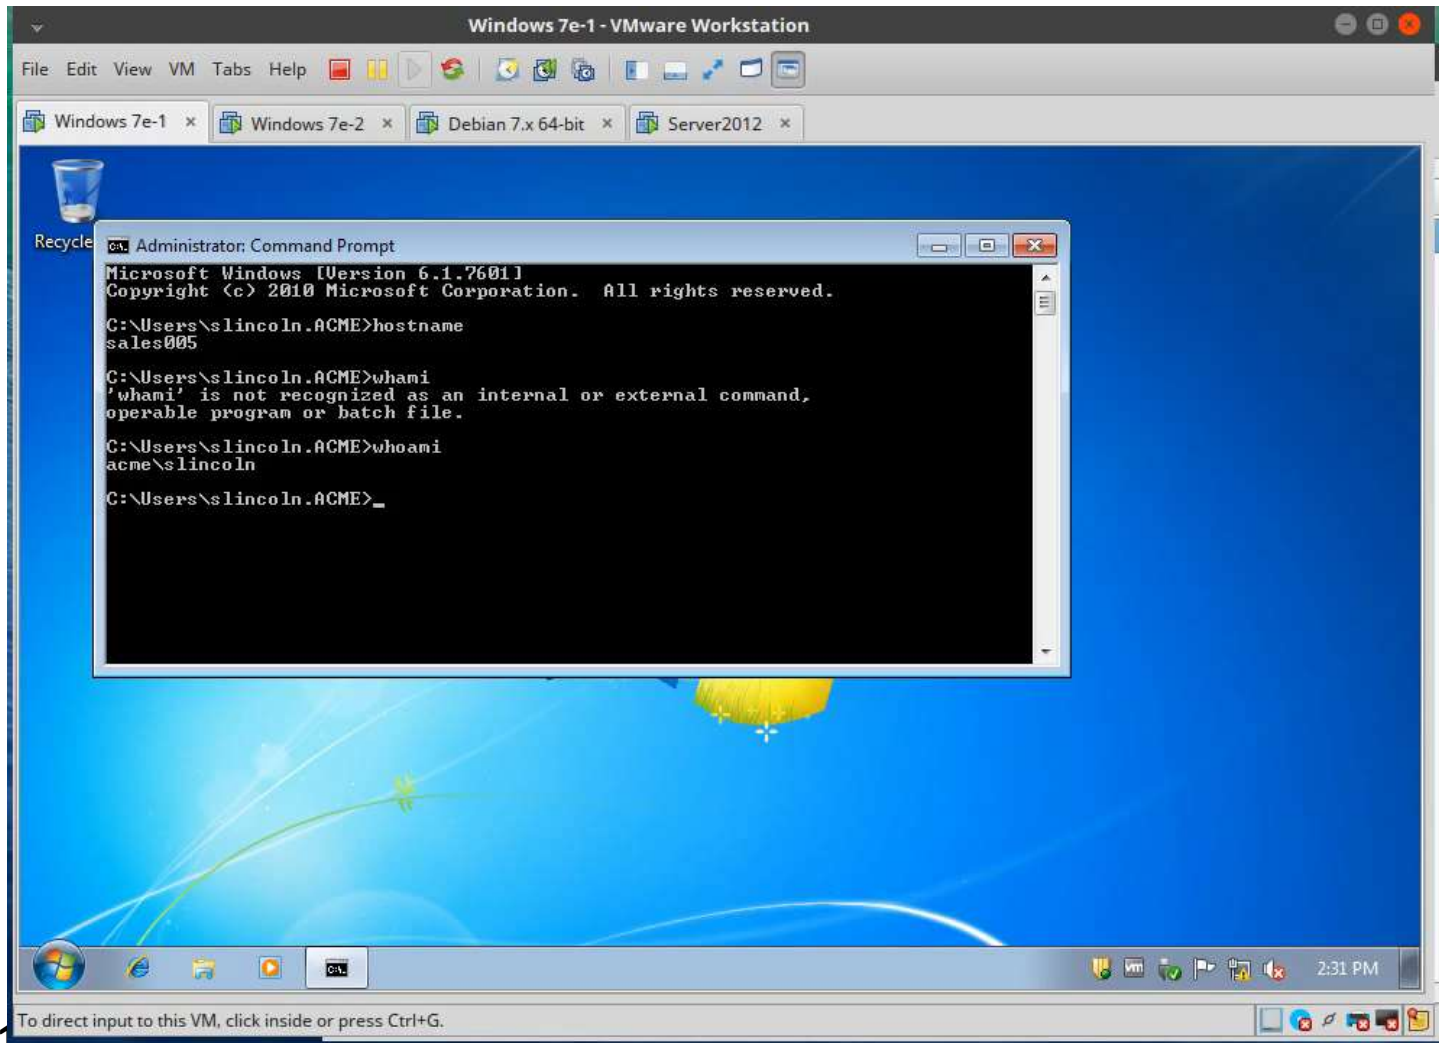 Windows 7e-1 - VMware Workstation
File Edit View VM Tabs Help
Windows 7e-1 × Windows 7e-2 × Debian 7.x 64-bit × Server2012 ×
Recycle
Administrator: Command Prompt
Microsoft Windows [Version 6.1.7601]
Copyright (c) 2010 Microsoft Corporation. All rights reserved.
C:\Users\slincoln.ACME>hostname
sales005
C:\Users\slincoln.ACME>whami
'whami' is not recognized as an internal or external command,
operable program or batch file.
C:\Users\slincoln.ACME>whoami
acme\slincoln
C:\Users\slincoln.ACME>_
2:31 PM
To direct input to this VM, click inside or press Ctrl+G.